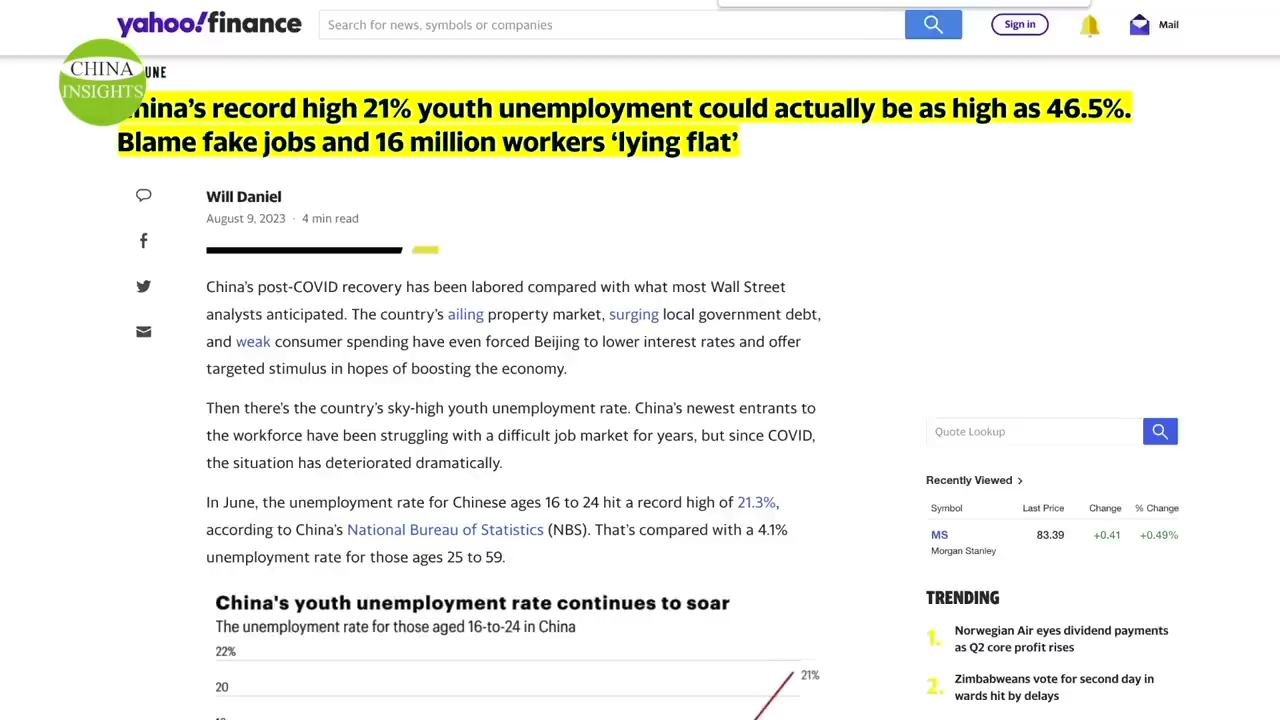 yahoo!finance
Search for news, symbols or companies
Sign in
Mail
CHINA
INSIGHTS
UNE
hina's record high 21% youth unemployment could actually be as high as 46.5%.
Blame fake jobs and 16 million workers 'lying flat'
Will Daniel
August 9, 2023 · 4 min read
China's post-COVID recovery has been labored compared with what most Wall Street
analysts anticipated. The country's ailing property market, surging local government debt,
and weak consumer spending have even forced Beijing to lower interest rates and offer
targeted stimulus in hopes of boosting the economy.
Then there's the country's sky-high youth unemployment rate. China's newest entrants to
the workforce have been struggling with a difficult job market for years, but since COVID,
the situation has deteriorated dramatically.
In June, the unemployment rate for Chinese ages 16 to 24 hit a record high of 21.3%,
according to China's National Bureau of Statistics (NBS). That's compared with a 4.1%
unemployment rate for those ages 25 to 59.
China's youth unemployment rate continues to soar
The unemployment rate for those aged 16-to-24 in China
22%
21%
20
Quote Lookup
Recently Viewed >
Symbol Last Price Change % Change
MS 83.39 +0.41 +0.49%
Morgan Stanley
TRENDING
1. Norwegian Air eyes dividend payments
as Q2 core profit rises
2. Zimbabweans vote for second day in
wards hit by delays